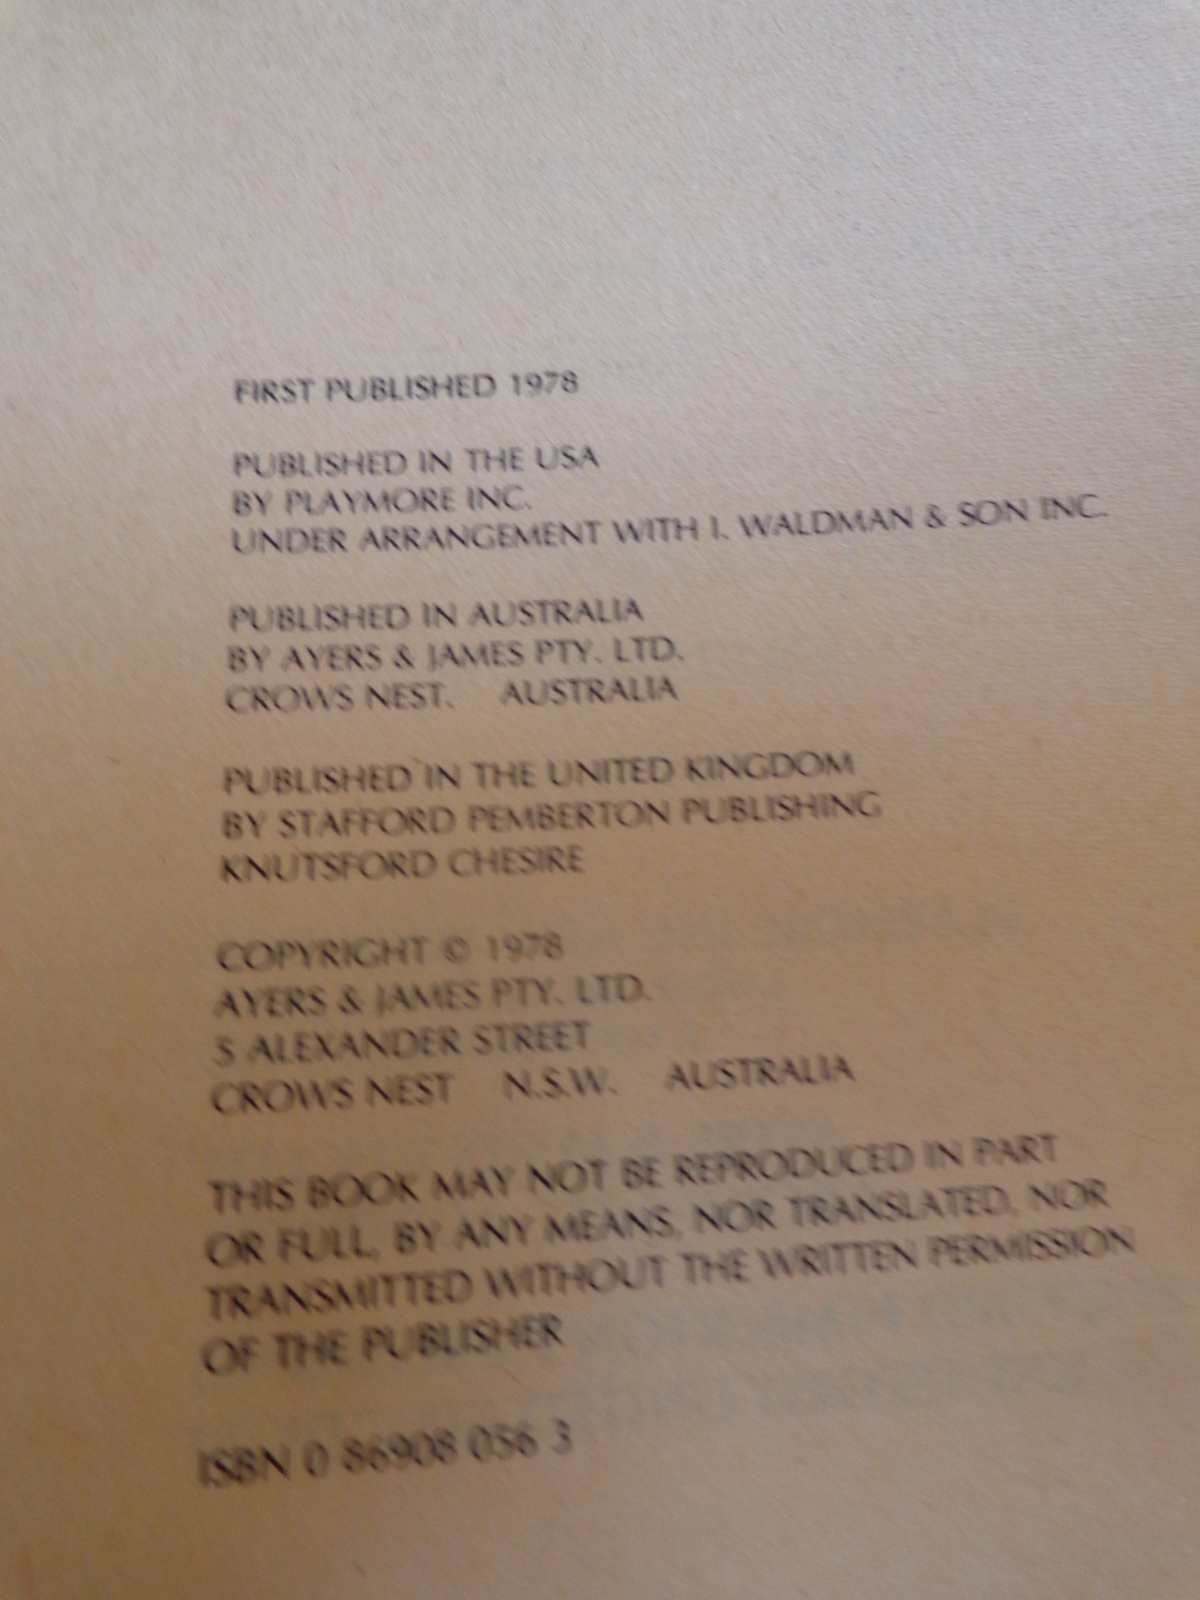 FIRST PUBLISHED 1978
PUBLISHED IN THE USA
BY PLAYMORE INC.
UNDER ARRANGEMENT WITH I. WALDMAN & SON INC.
PUBLISHED IN AUSTRALIA
BY AYERS & JAMES PTY. LTD.
CROWS NEST. AUSTRALIA
PUBLISHED IN THE UNITED KINGDOM
BY STAFFORD PEMBERTON PUBLISHING
KNUTSFORD CHESIRE
COPYRIGHT © 1978
AYERS & JAMES PTY. LTD.
5 ALEXANDER STREET
CROWS NEST N.S.W. AUSTRALIA
THIS BOOK MAY NOT BE REPRODUCED IN PART
OR FULL, BY ANY MEANS, NOR TRANSLATED, NOR
TRANSMITTED WITHOUT THE WRITTEN PERMISSION
OF THE PUBLISHER
ISBN 0 86908 056 3